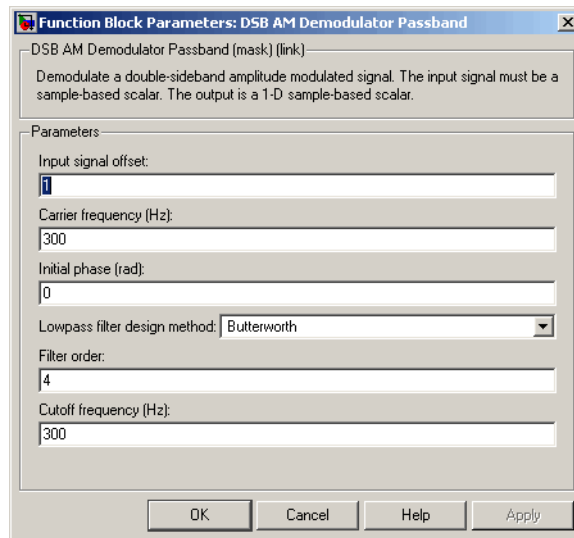 Function Block Parameters: DSB AM Demodulator Passband
DSB AM Demodulator Passband (mask) (link)
Demodulate a double-sideband amplitude modulated signal. The input signal must be a
sample-based scalar. The output is a 1-D sample-based scalar.
Parameters
Input signal offset:
1
Carrier frequency (Hz):
300
Initial phase (rad):
0
Lowpass filter design method: Butterworth
Filter order:
4
Cutoff frequency (Hz):
300
OK Cancel Help Apply